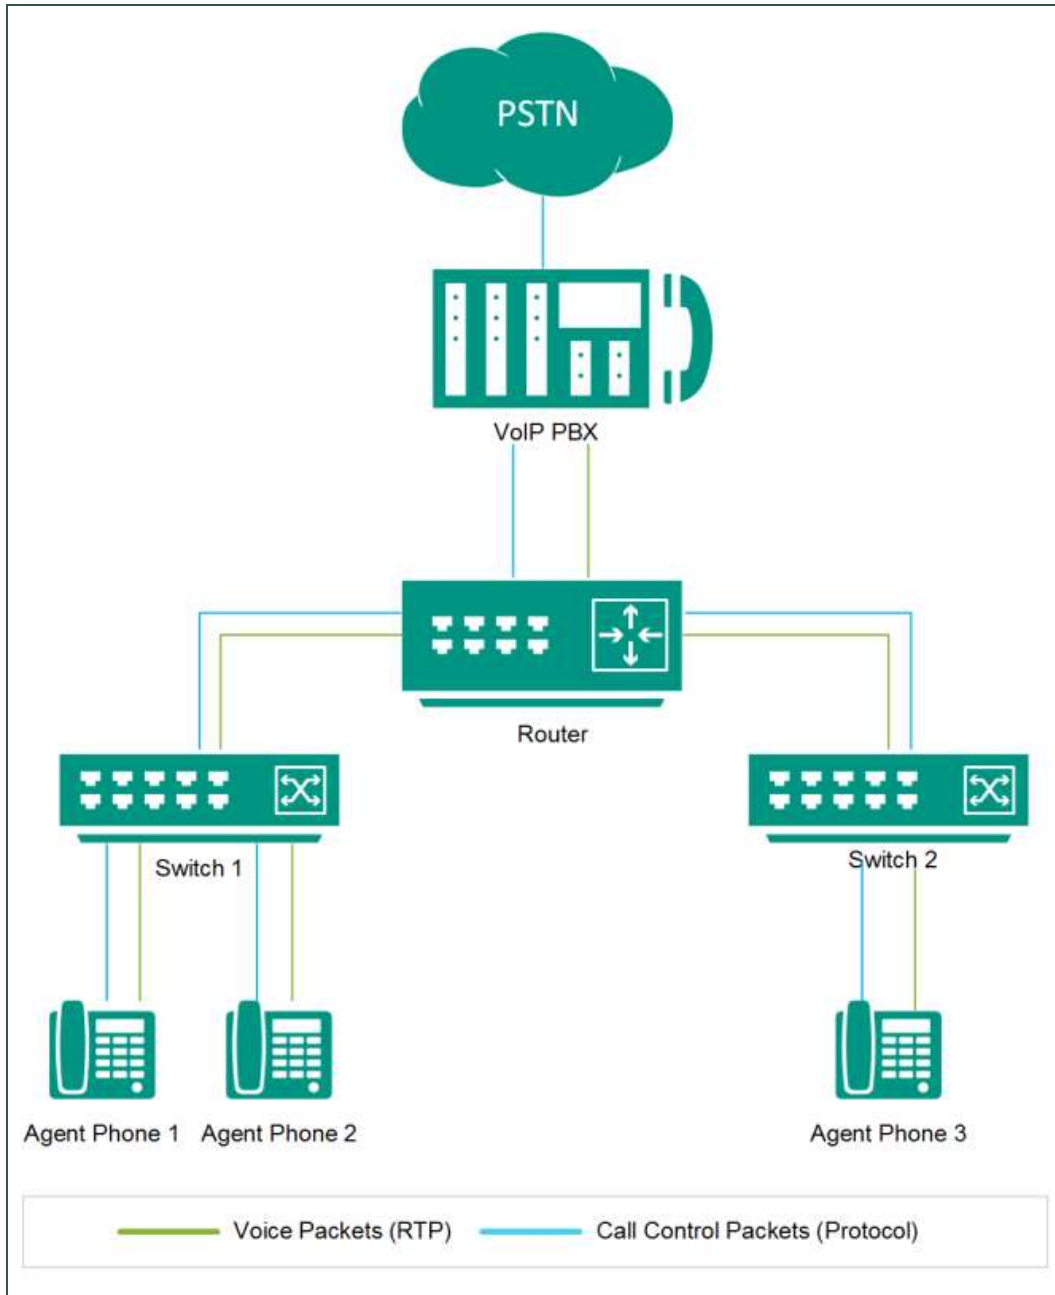 PSTN
VoIP PBX
Router
Switch 1
Switch 2
Agent Phone 1 Agent Phone 2 Agent Phone 3
Voice Packets (RTP) Call Control Packets (Protocol)